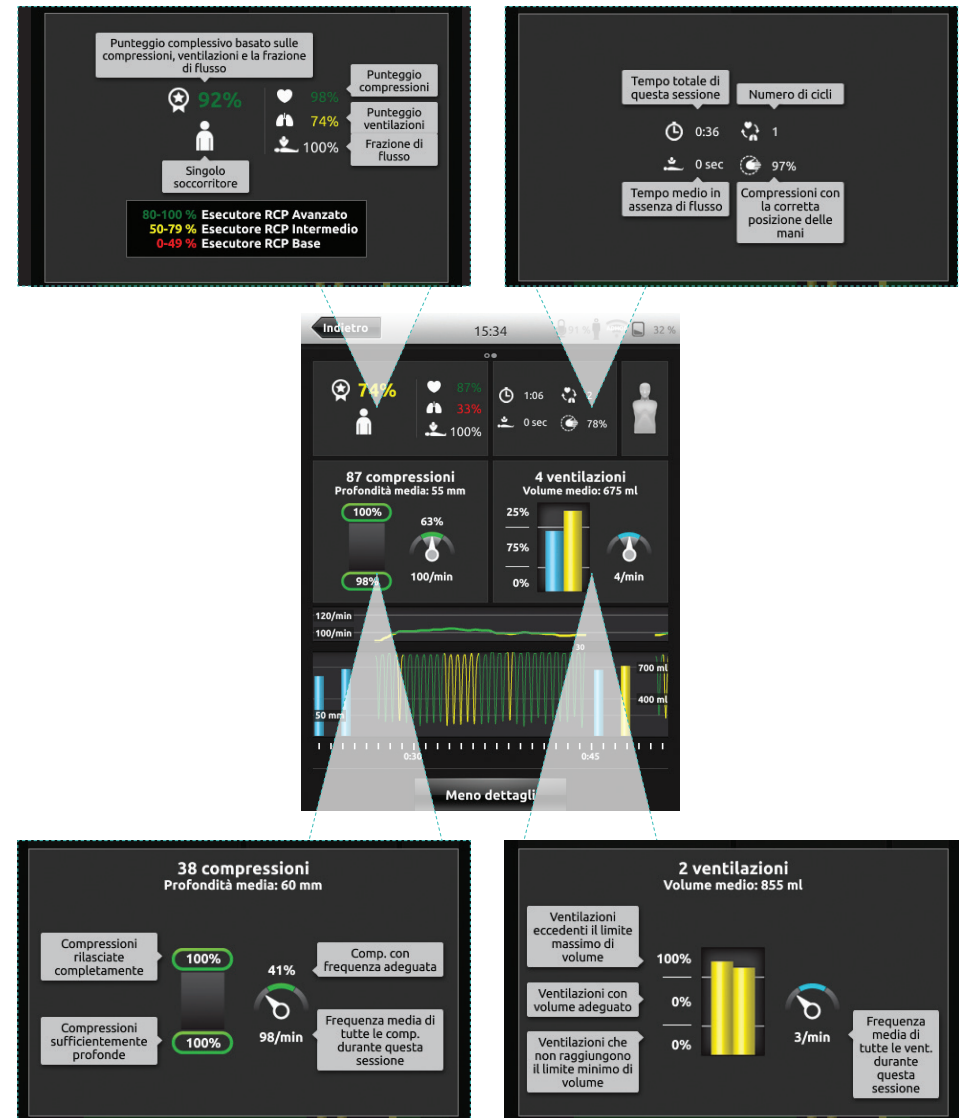 Punteggio complessivo basato sulle
compressioni, ventilazioni e la frazione
di flusso
92%
Singolo
soccorritore
98%
74%
100%
Punteggio
compressioni
Punteggio
ventilazioni
Frazione di
flusso
80-100 % Esecutore RCP Avanzato
50-79 % Esecutore RCP Intermedio
0-49 % Esecutore RCP Base
Tempo totale di
questa sessione
Numero di cicli
0:36
1
0 sec
97%
Tempo medio in
assenza di flusso
Compressioni con
la corretta
posizione delle
mani
Indietro
15:34
91 %
32 %
74%
87%
33%
100%
1:06
2
0 sec
78%
87 compressioni
Profondità media: 55 mm
100%
98%
63%
100/min
4 ventilazioni
Volume medio: 675 ml
25%
75%
0%
4/min
120/min
100/min
30
700 ml
400 ml
50 mm
0:30
0:45
Meno dettagli
38 compressioni
Profondità media: 60 mm
Compressioni
rilasciate
completamente
100%
Compressioni
sufficientemente
profonde
100%
41%
98/min
Comp. con
frequenza adeguata
Frequenza media di
tutte le comp.
durante questa
sessione
2 ventilazioni
Volume medio: 855 ml
Ventilazioni
eccedenti il limite
massimo di
volume
100%
Ventilazioni con
volume adeguato
0%
Ventilazioni che
non raggiungono
il limite minimo di
volume
0%
3/min
Frequenza
media di
tutte le vent.
durante
questa
sessione